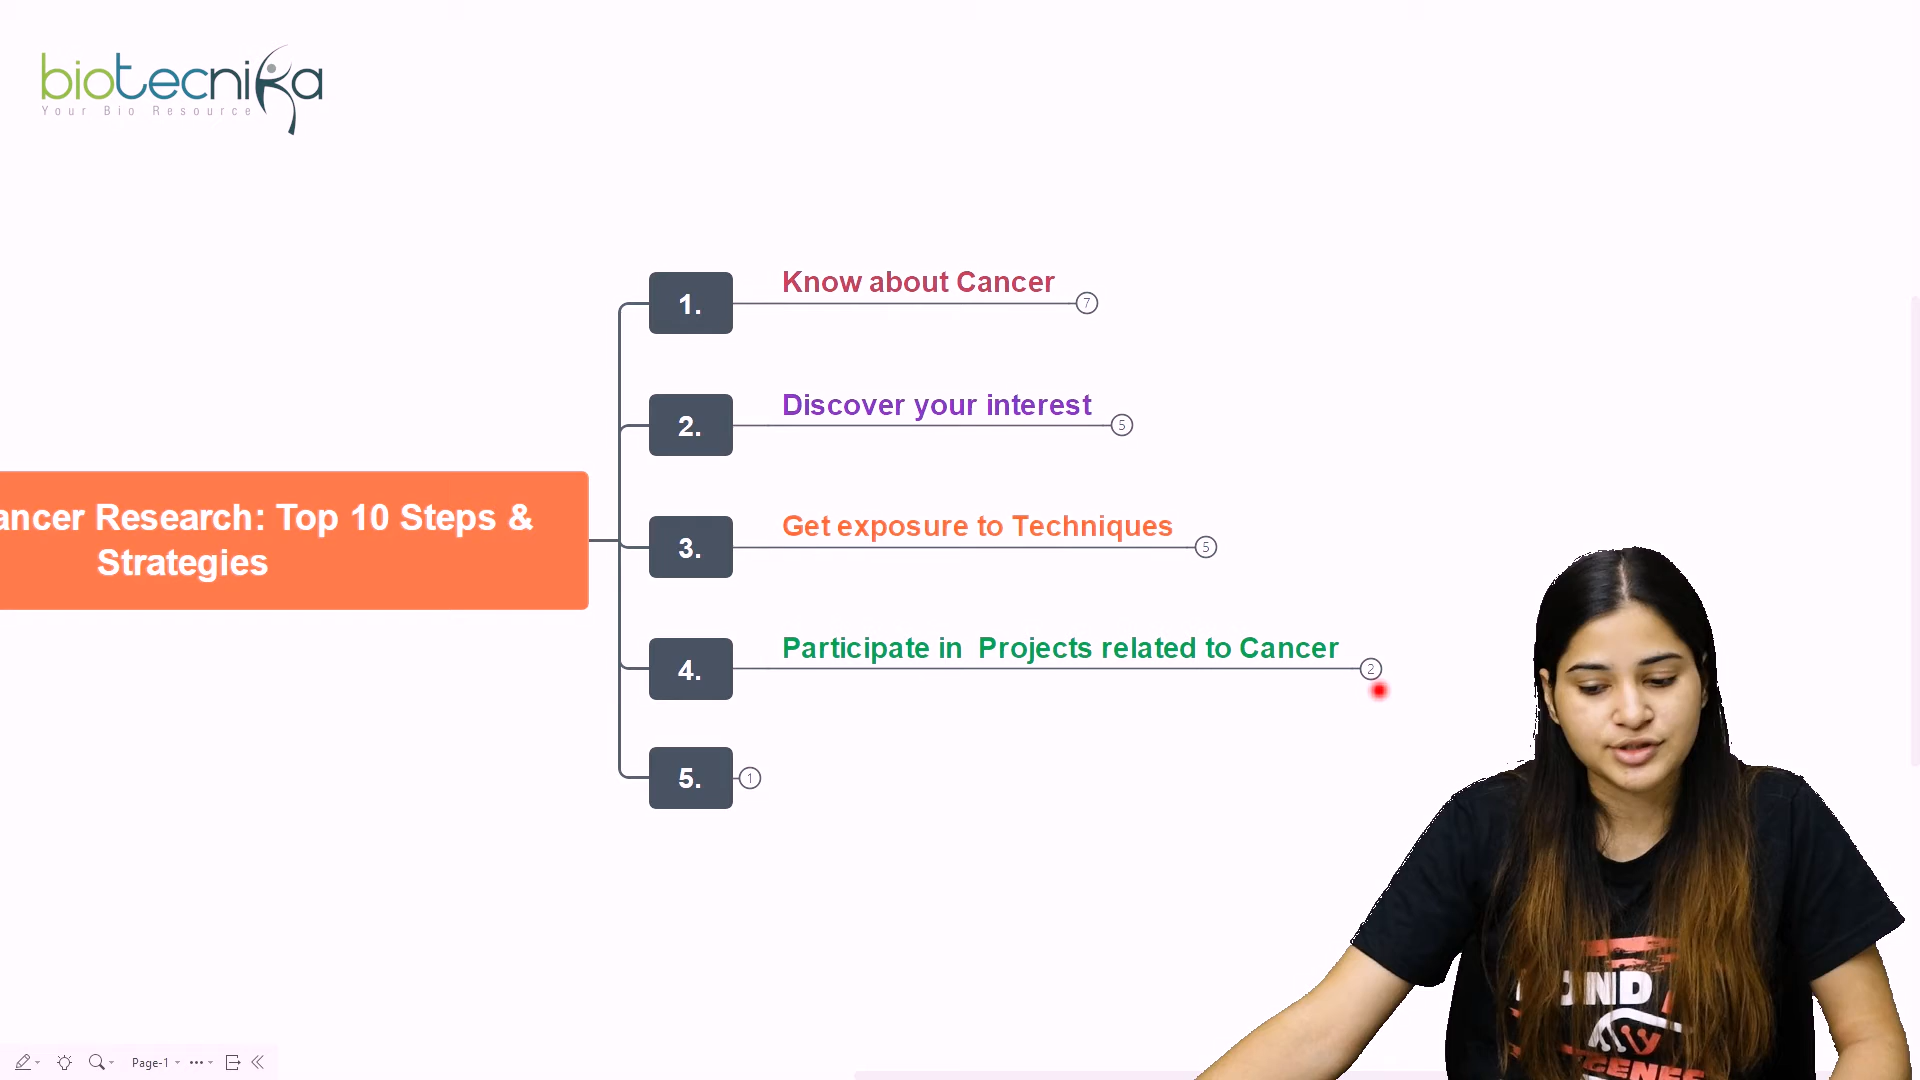 biotecnika
Your Bio Resource
1.
Know about Cancer
7
2.
Discover your interest
5
ancer Research: Top 10 Steps &
Strategies
3.
Get exposure to Techniques
5
4.
Participate in Projects related to Cancer
2
5.
1
Page-1